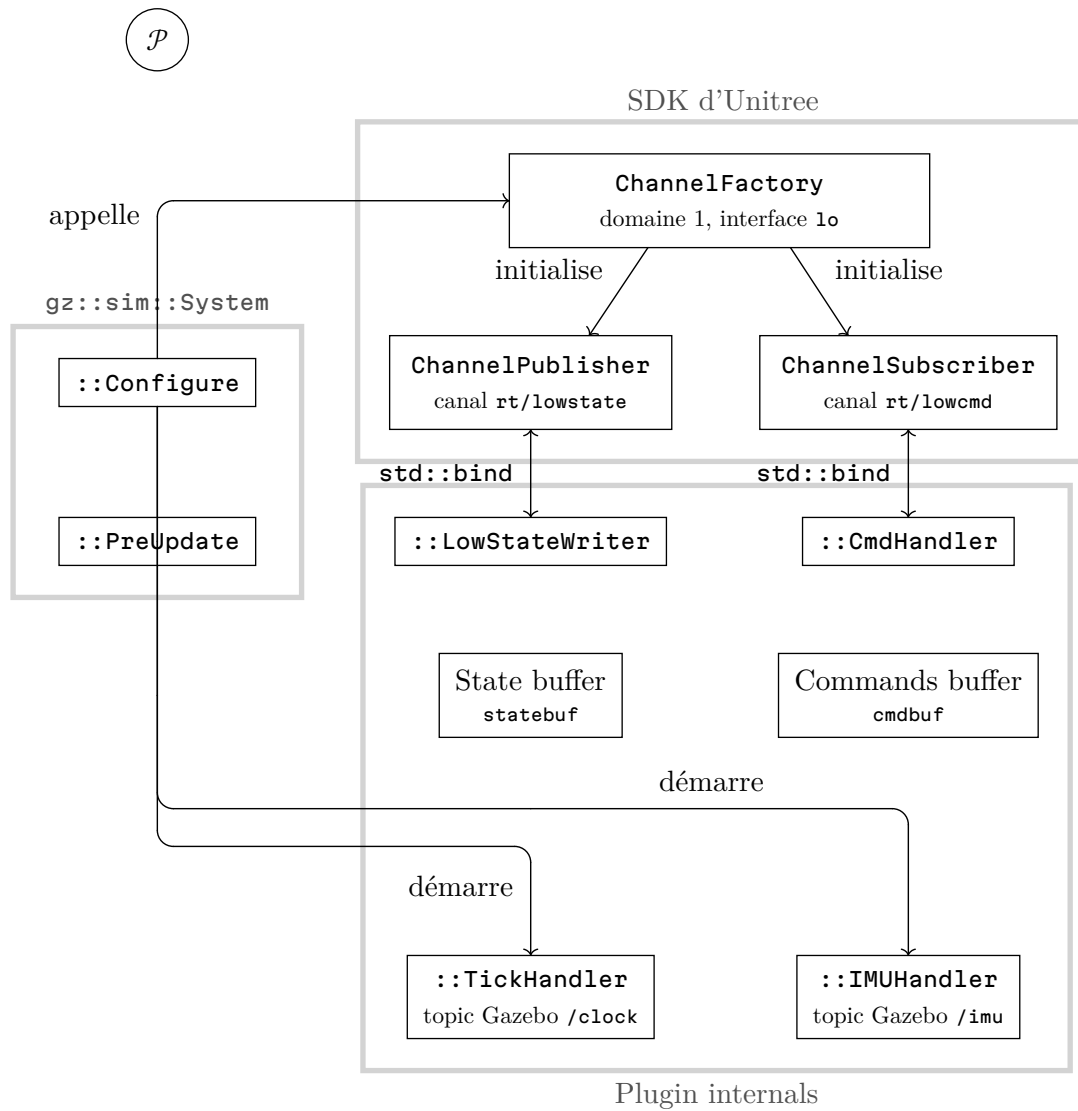 𝒫
SDK d'Unitree
ChannelFactory
domaine 1, interface lo
appelle
initialise
initialise
gz::sim::System
::Configure
ChannelPublisher
canal rt/lowstate
ChannelSubscriber
canal rt/lowcmd
std::bind
std::bind
::PreUpdate
::LowStateWriter
::CmdHandler
State buffer
statebuf
Commands buffer
cmdbuf
démarre
démarre
::TickHandler
topic Gazebo /clock
::IMUHandler
topic Gazebo /imu
Plugin internals